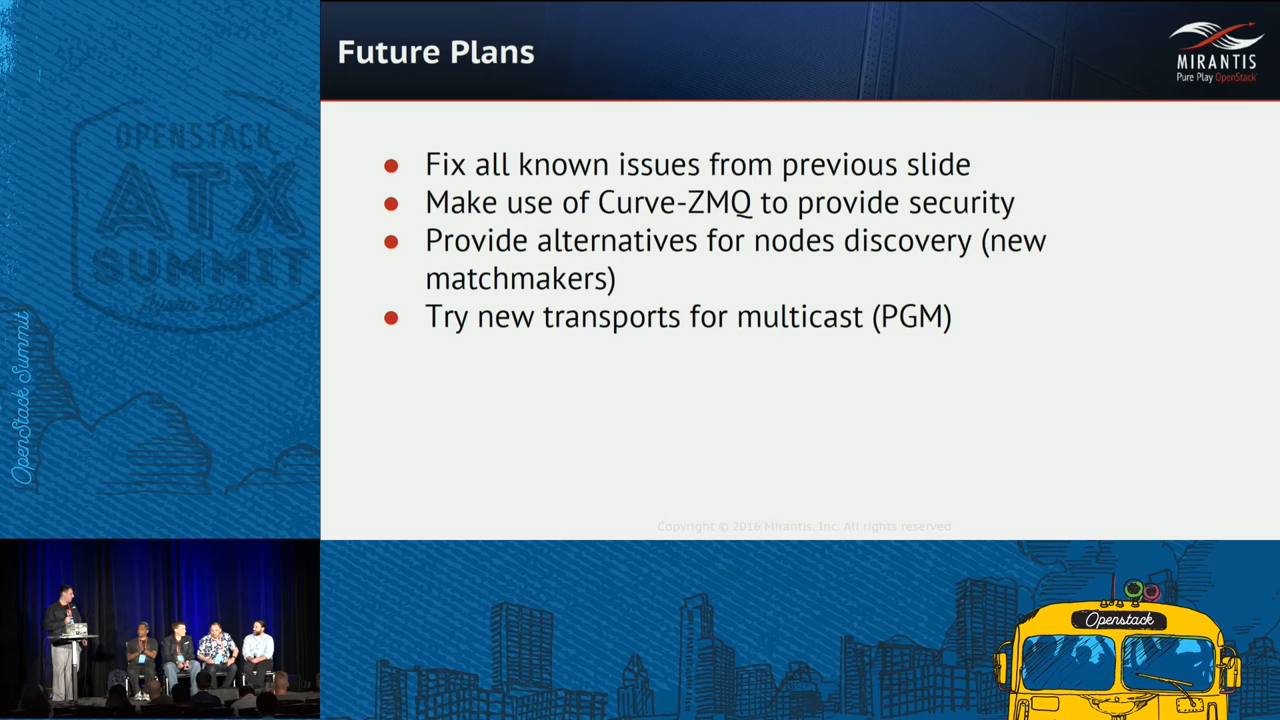 Future Plans
MIRANTIS
Pure Play OpenStack
● Fix all known issues from previous slide
● Make use of Curve-ZMQ to provide security
● Provide alternatives for nodes discovery (new
matchmakers)
● Try new transports for multicast (PGM)
Copyright © 2016 Mirantis, Inc. All rights reserved
OPENSTACK
ATX
SUMMIT
Austin 2016
OpenStack Summit
Openstack